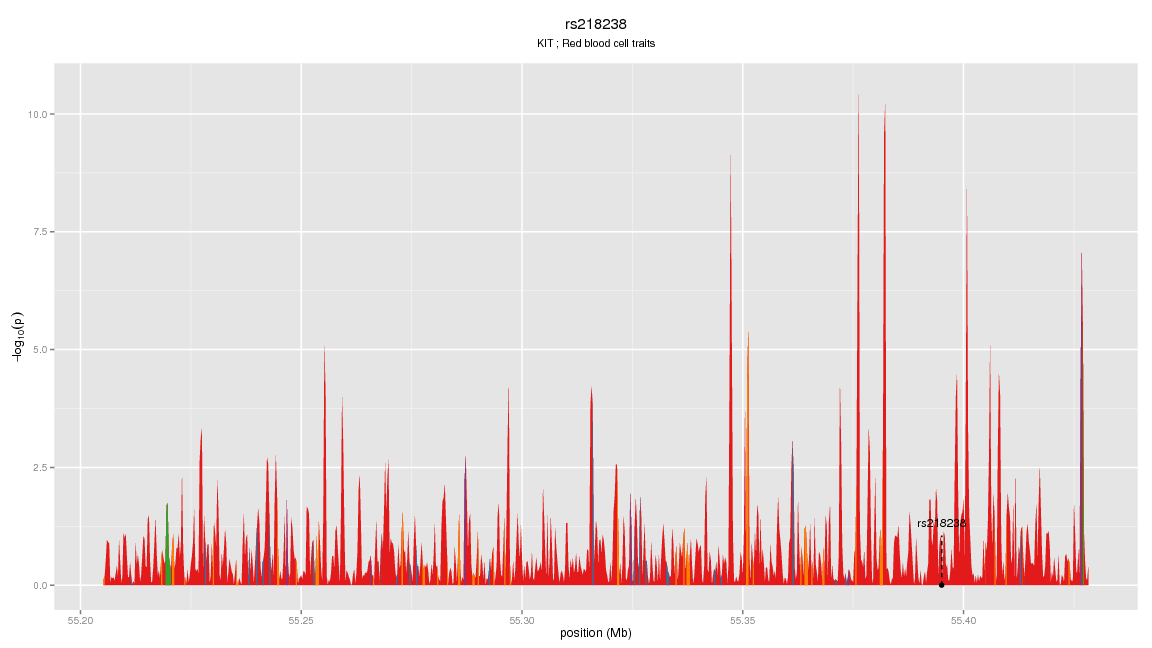 rs218238
KIT ; Red blood cell traits
10.0
7.5
5.0
2.5
0.0
−log10(p)
rs218238
55.20 55.25 55.30 55.35 55.40
position (Mb)